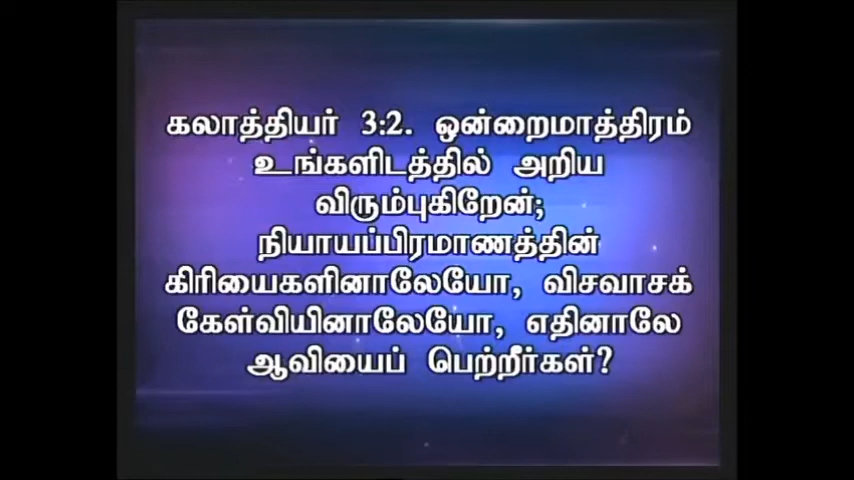 கலாத்தியர் 3:2. ஒன்றைமாத்திரம்
உங்களிடத்தில் அறிய
விரும்புகிறேன்;
நியாயப்பிரமாணத்தின்
கிரியைகளினாலேயோ, விசவாசக்
கேள்வியினாலேயோ, எதினாலே
ஆவியைப் பெற்றீர்கள்?